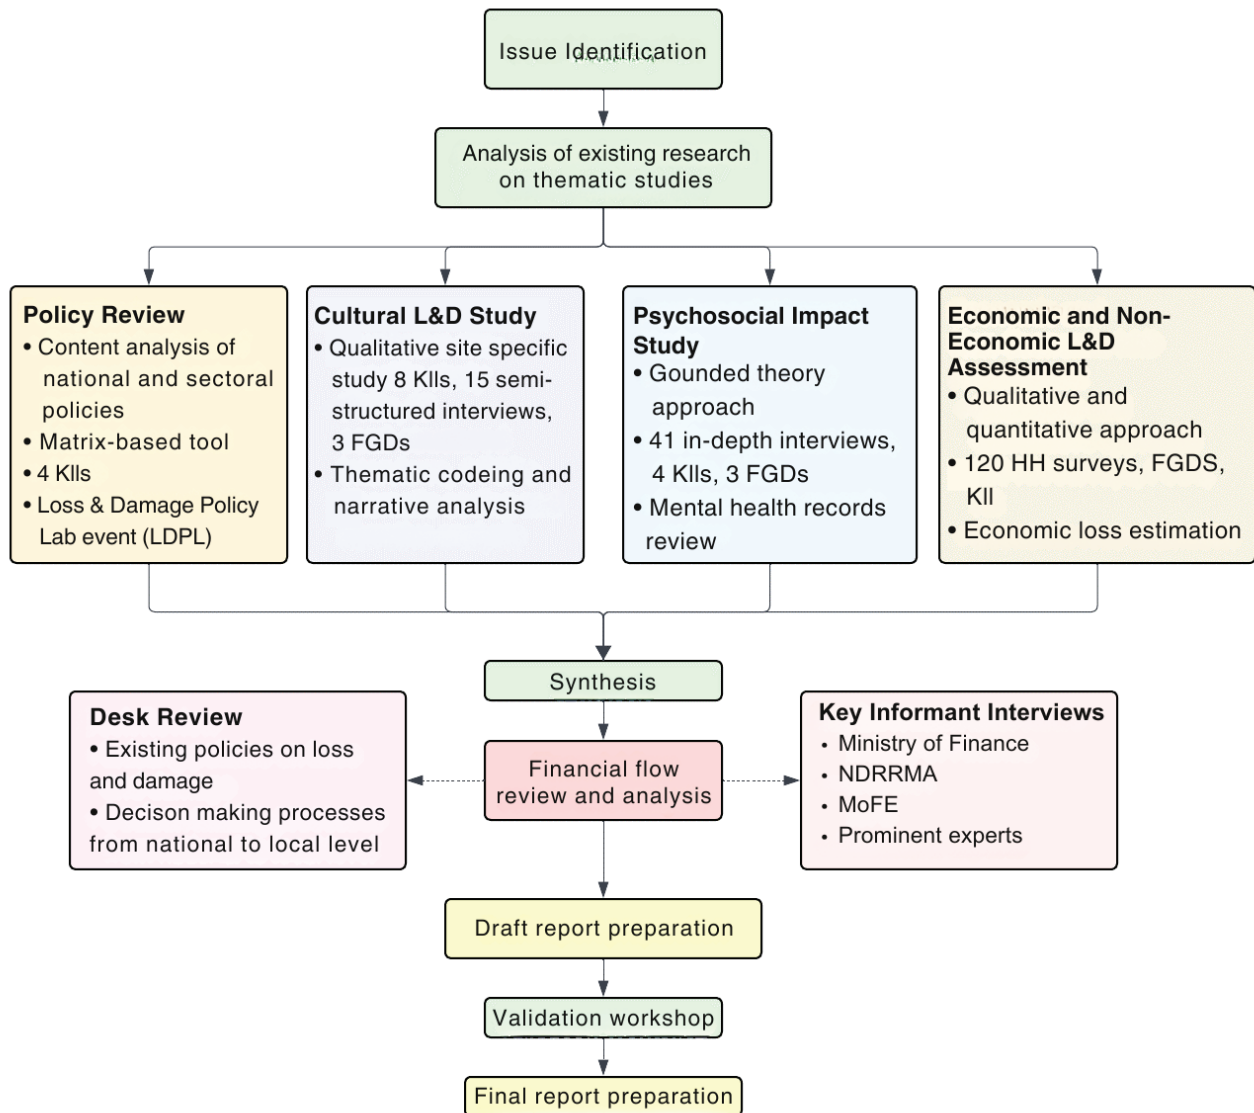 Issue Identification
Analysis of existing research
on thematic studies
Policy Review
• Content analysis of
national and sectoral
policies
• Matrix-based tool
• 4 KIIs
• Loss & Damage Policy
Lab event (LDPL)
Cultural L&D Study
• Qualitative site specific
study 8 KIIs, 15 semi-
structured interviews,
3 FGDs
• Thematic codeing and
narrative analysis
Psychosocial Impact
Study
• Gounded theory
approach
• 41 in-depth interviews,
4 KIIs, 3 FGDs
• Mental health records
review
Economic and Non-
Economic L&D
Assessment
• Qualitative and
quantitative approach
• 120 HH surveys, FGDS,
KII
• Economic loss estimation
Synthesis
Desk Review
• Existing policies on loss
and damage
• Decison making processes
from national to local level
Financial flow
review and analysis
Key Informant Interviews
• Ministry of Finance
• NDRRMA
• MoFE
• Prominent experts
Draft report preparation
Validation workshop
Final report preparation